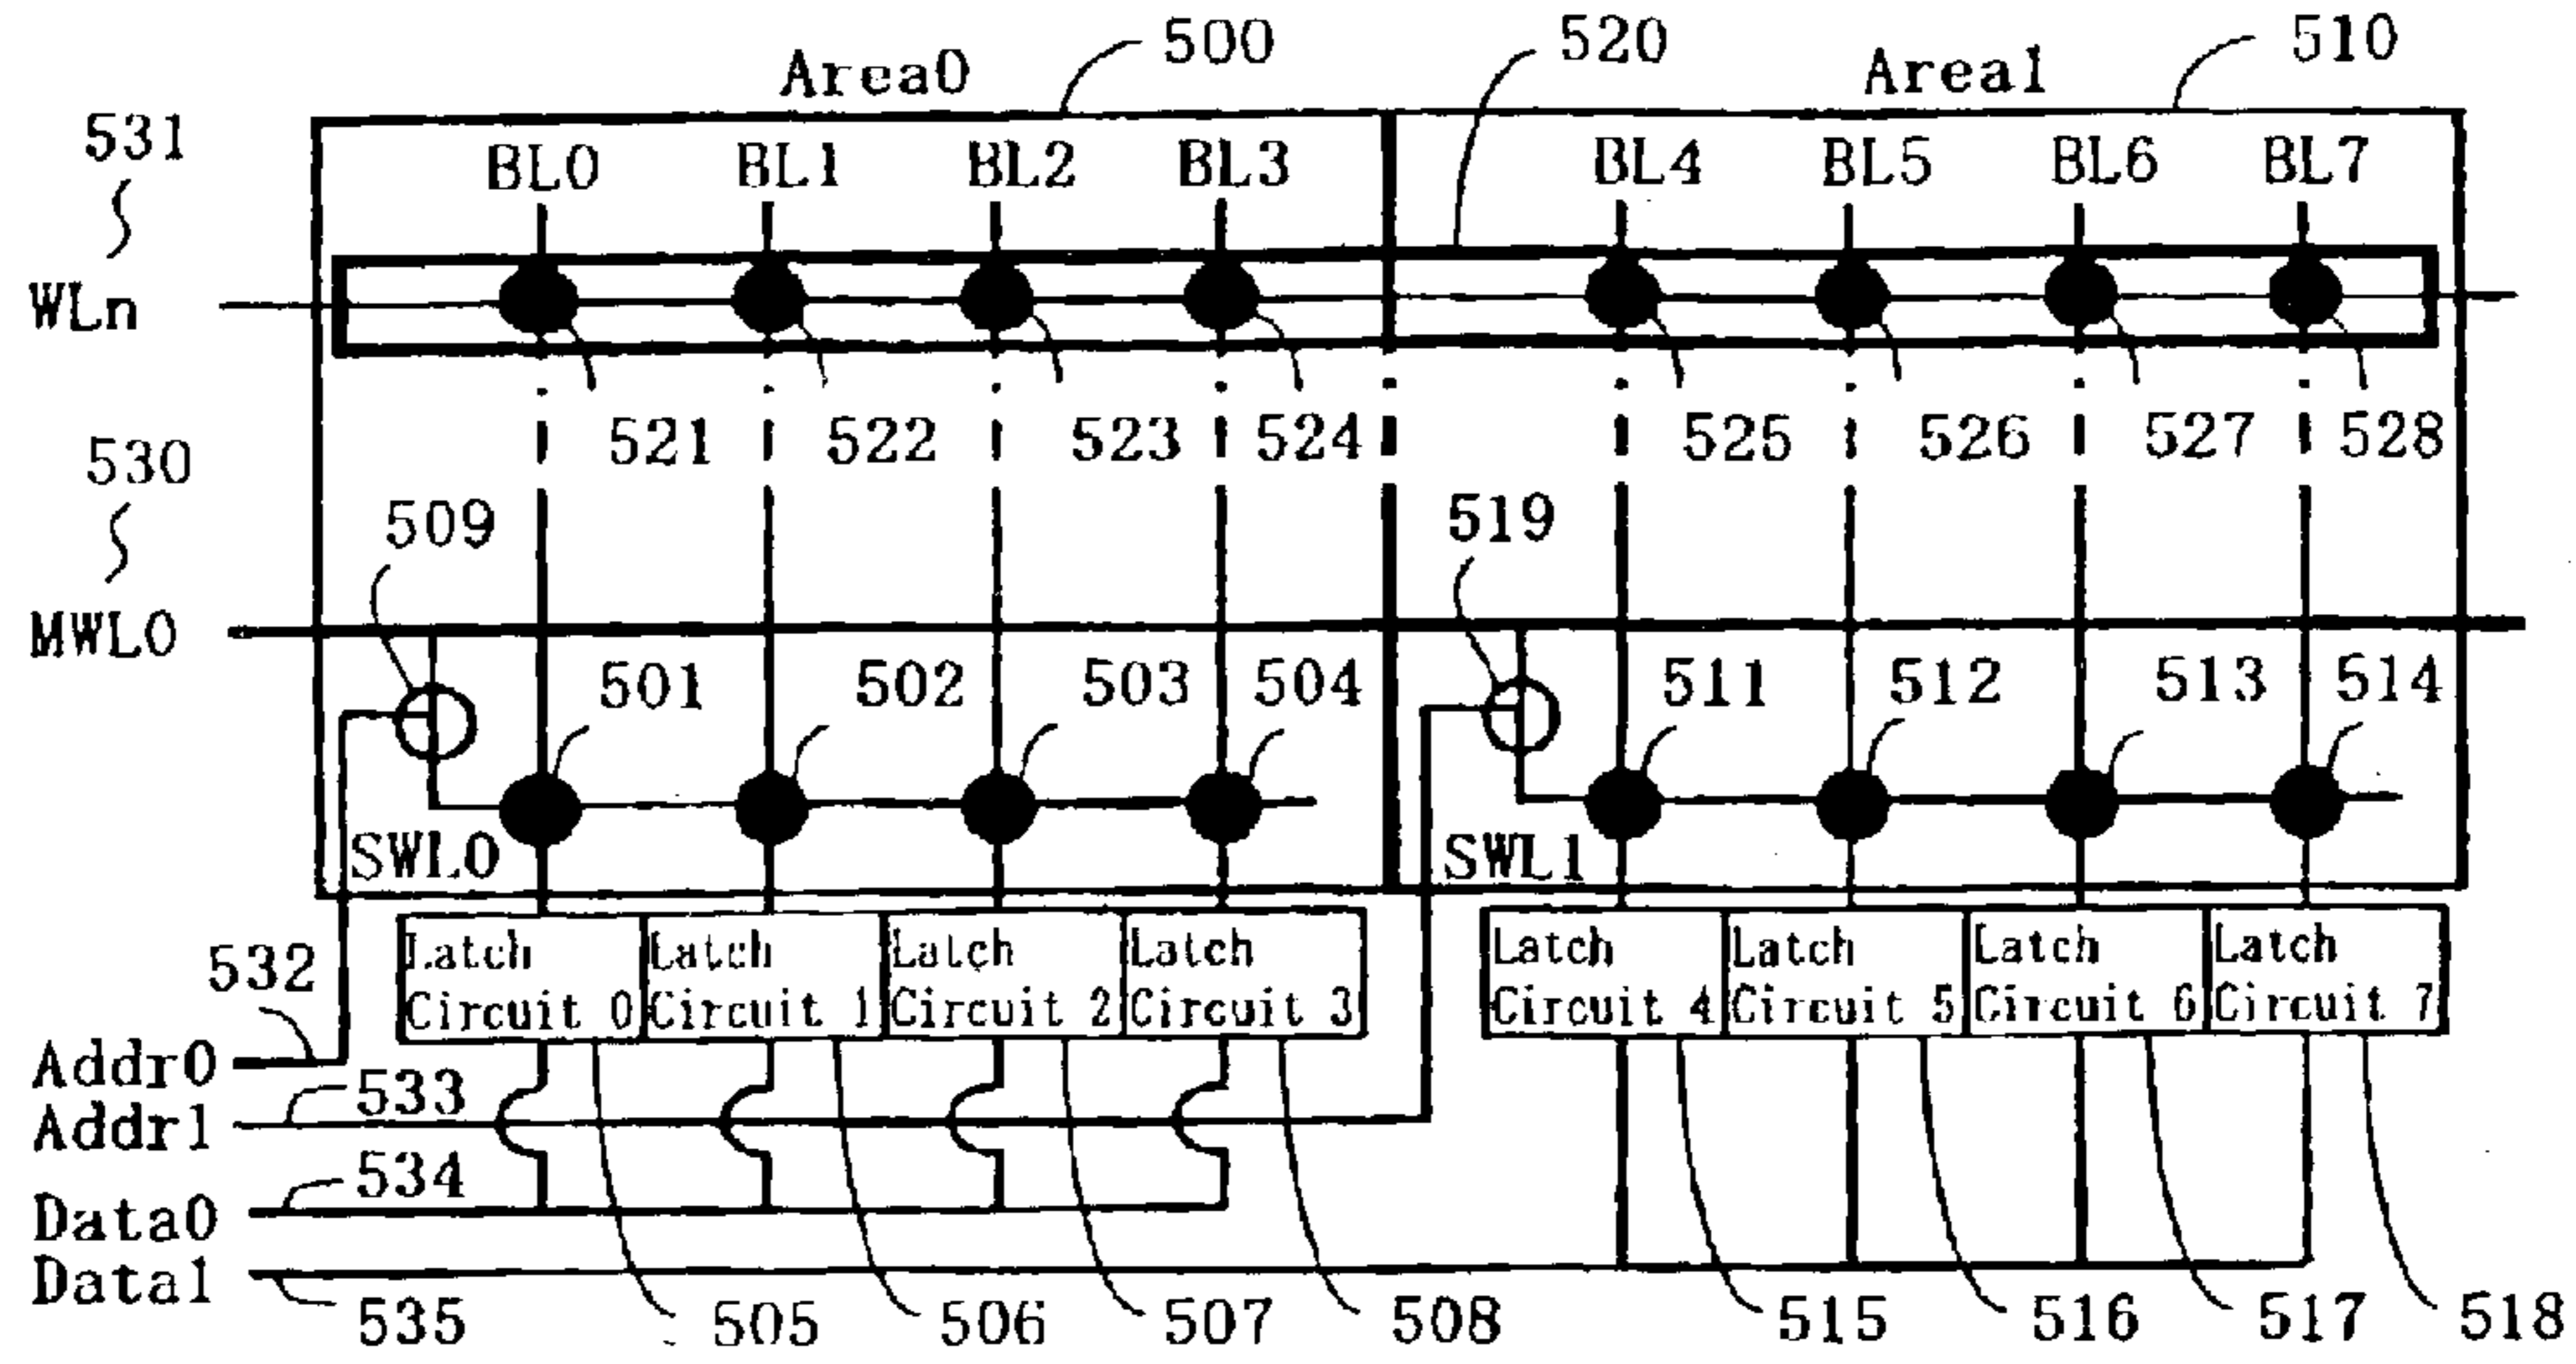 500
520
510
Area0
Area1
531
BL0 BL1 BL2 BL3 BL4 BL5 BL6 BL7
WLn
521 522 523 524 525 526 527 528
530
509
519
MWL0
501 502 503 504 511 512 513 514
SWL0
SWL1
Latch Circuit 0
Latch Circuit 1
Latch Circuit 2
Latch Circuit 3
Latch Circuit 4
Latch Circuit 5
Latch Circuit 6
Latch Circuit 7
532
Addr0
533
Addr1
534
Data0
Data1
535 505 506 507 508 515 516 517 518